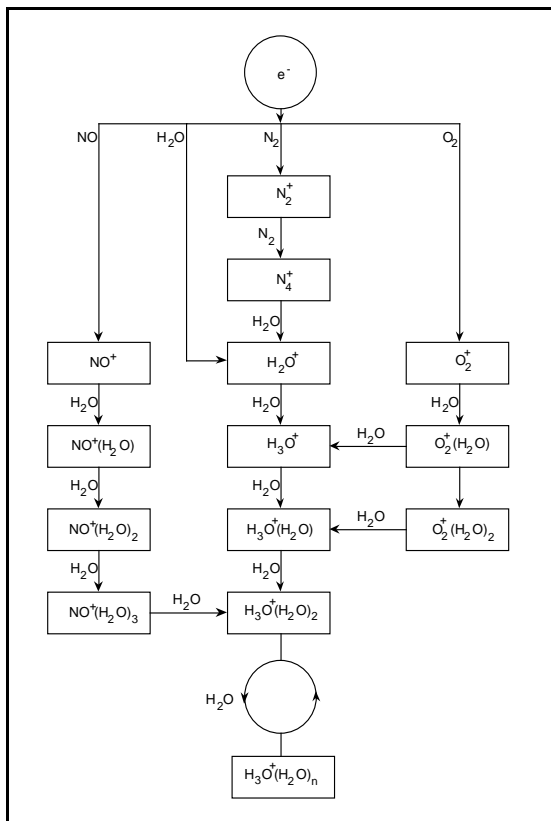 e⁻
NO H₂O N₂ O₂
N₂⁺
N₂
N₄⁺
H₂O
NO⁺ H₂O⁺ O₂⁺
H₂O H₂O H₂O
NO⁺(H₂O) H₃O⁺ H₂O O₂⁺(H₂O)
H₂O H₂O
NO⁺(H₂O)₂ H₃O⁺(H₂O) H₂O O₂⁺(H₂O)₂
H₂O H₂O
NO⁺(H₂O)₃ H₂O H₃O⁺(H₂O)₂
H₂O
H₃O⁺(H₂O)ₙ